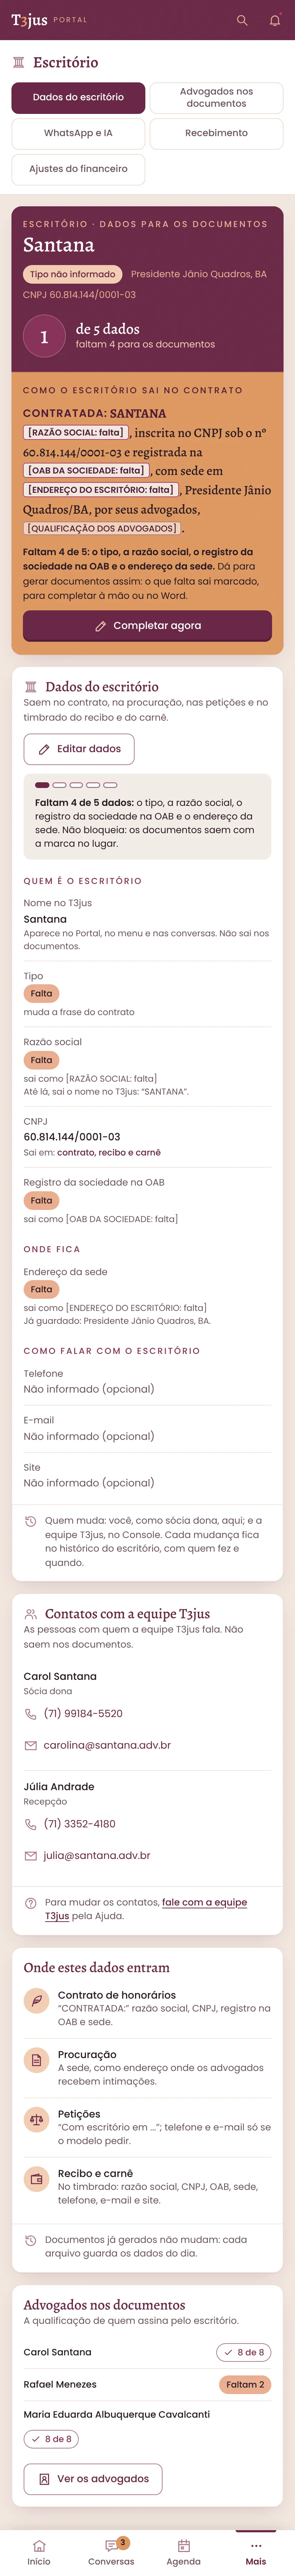 T3jus PORTAL
Escritório
Dados do escritório
Advogados nos
documentos
WhatsApp e IA
Recebimento
Ajustes do financeiro
ESCRITÓRIO · DADOS PARA OS DOCUMENTOS
Santana
Tipo não informado
Presidente Jânio Quadros, BA
CNPJ 60.814.144/0001-03
1
de 5 dados
faltam 4 para os documentos
COMO O ESCRITÓRIO SAI NO CONTRATO
CONTRATADA: SANTANA
[RAZÃO SOCIAL: falta], inscrita no CNPJ sob o nº
60.814.144/0001-03 e registrada na
[OAB DA SOCIEDADE: falta], com sede em
[ENDEREÇO DO ESCRITÓRIO: falta], Presidente Jânio
Quadros/BA, por seus advogados,
[QUALIFICAÇÃO DOS ADVOGADOS].
Faltam 4 de 5: o tipo, a razão social, o registro da
sociedade na OAB e o endereço da sede. Dá para
gerar documentos assim: o que falta sai marcado,
para completar à mão ou no Word.
Completar agora
Dados do escritório
Saem no contrato, na procuração, nas petições e no
timbrado do recibo e do carnê.
Editar dados
Faltam 4 de 5 dados: o tipo, a razão social, o
registro da sociedade na OAB e o endereço da
sede. Não bloqueia: os documentos saem com
a marca no lugar.
QUEM É O ESCRITÓRIO
Nome no T3jus
Santana
Aparece no Portal, no menu e nas conversas. Não sai nos
documentos.
Tipo
Falta
muda a frase do contrato
Razão social
Falta
sai como [RAZÃO SOCIAL: falta]
Até lá, sai o nome no T3jus: “SANTANA”.
CNPJ
60.814.144/0001-03
Sai em: contrato, recibo e carnê
Registro da sociedade na OAB
Falta
sai como [OAB DA SOCIEDADE: falta]
ONDE FICA
Endereço da sede
Falta
sai como [ENDEREÇO DO ESCRITÓRIO: falta]
Já guardado: Presidente Jânio Quadros, BA.
COMO FALAR COM O ESCRITÓRIO
Telefone
Não informado (opcional)
E-mail
Não informado (opcional)
Site
Não informado (opcional)
Quem muda: você, como sócia dona, aqui; e a
equipe T3jus, no Console. Cada mudança fica
no histórico do escritório, com quem fez e
quando.
Contatos com a equipe T3jus
As pessoas com quem a equipe T3jus fala. Não
saem nos documentos.
Carol Santana
Sócia dona
(71) 99184-5520
carolina@santana.adv.br
Júlia Andrade
Recepção
(71) 3352-4180
julia@santana.adv.br
Para mudar os contatos, fale com a equipe
T3jus pela Ajuda.
Onde estes dados entram
Contrato de honorários
“CONTRATADA:” razão social, CNPJ, registro na
OAB e sede.
Procuração
A sede, como endereço onde os advogados
recebem intimações.
Petições
“Com escritório em …”; telefone e e-mail só se
o modelo pedir.
Recibo e carnê
No timbrado: razão social, CNPJ, OAB, sede,
telefone, e-mail e site.
Documentos já gerados não mudam: cada
arquivo guarda os dados do dia.
Advogados nos documentos
A qualificação de quem assina pelo escritório.
Carol Santana
8 de 8
Rafael Menezes
Faltam 2
Maria Eduarda Albuquerque Cavalcanti
8 de 8
Ver os advogados
3
Início
Conversas
Agenda
Mais